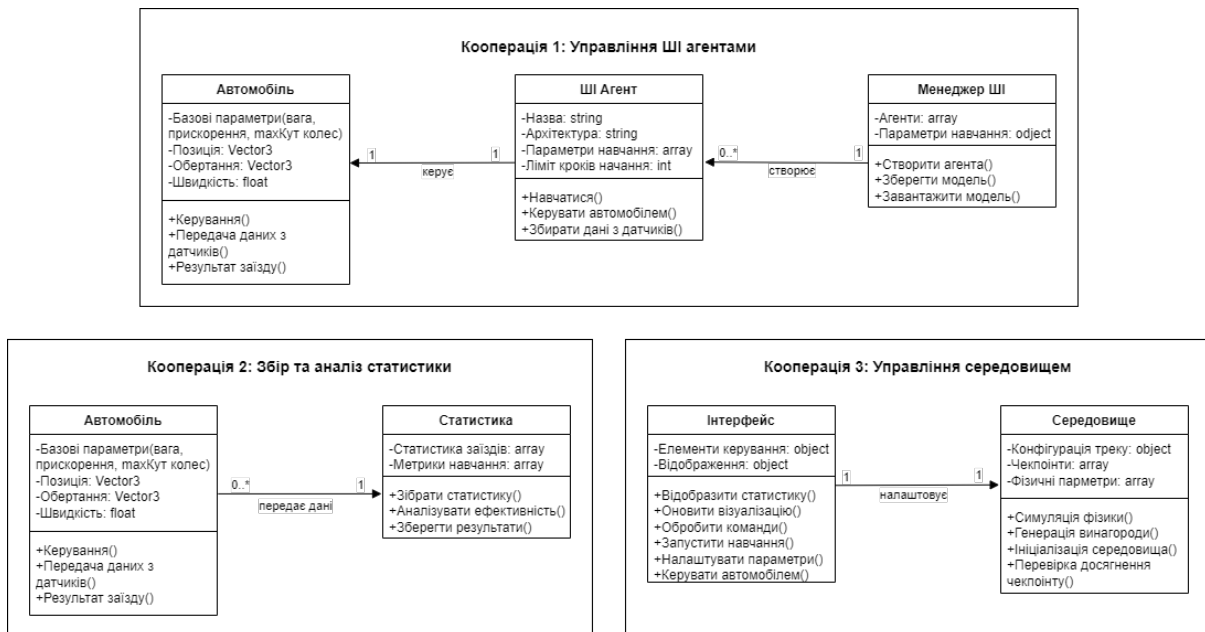 Кооперація 1: Управління ШІ агентами
Автомобіль
-Базові параметри(вага,
прискорення, maxКут колес)
-Позиція: Vector3
-Обертання: Vector3
-Швидкість: float
+Керування()
+Передача даних з
датчиків()
+Результат заїзду()
1
1
керує
ШІ Агент
-Назва: string
-Архітектура: string
-Параметри навчання: array
-Ліміт кроків начання: int
+Навчатися()
+Керувати автомобілем()
+Збирати дані з датчиків()
0..*
1
створює
Менеджер ШІ
-Агенти: array
-Параметри навчання: odject
+Створити агента()
+Зберегти модель()
+Завантажити модель()
Кооперація 2: Збір та аналіз статистики
Автомобіль
-Базові параметри(вага,
прискорення, maxКут колес)
-Позиція: Vector3
-Обертання: Vector3
-Швидкість: float
+Керування()
+Передача даних з
датчиків()
+Результат заїзду()
0..*
1
передає дані
Статистика
-Статистика заїздів: array
-Метрики навчання: array
+Зібрати статистику()
+Аналізувати ефективність()
+Зберегти результати()
Кооперація 3: Управління середовищем
Інтерфейс
-Елементи керування: object
-Відображення: object
+Відобразити статистику()
+Оновити візуалізацію()
+Обробити команди()
+Запустити навчання()
+Налаштувати параметри()
+Керувати автомобілем()
1
1
налаштовує
Середовище
-Конфігурація треку: object
-Чекпоінти: array
-Фізичні парметри: array
+Симуляція фізики()
+Генерація винагороди()
+Ініціалізація середовища()
+Перевірка досягнення
чекпоінту()